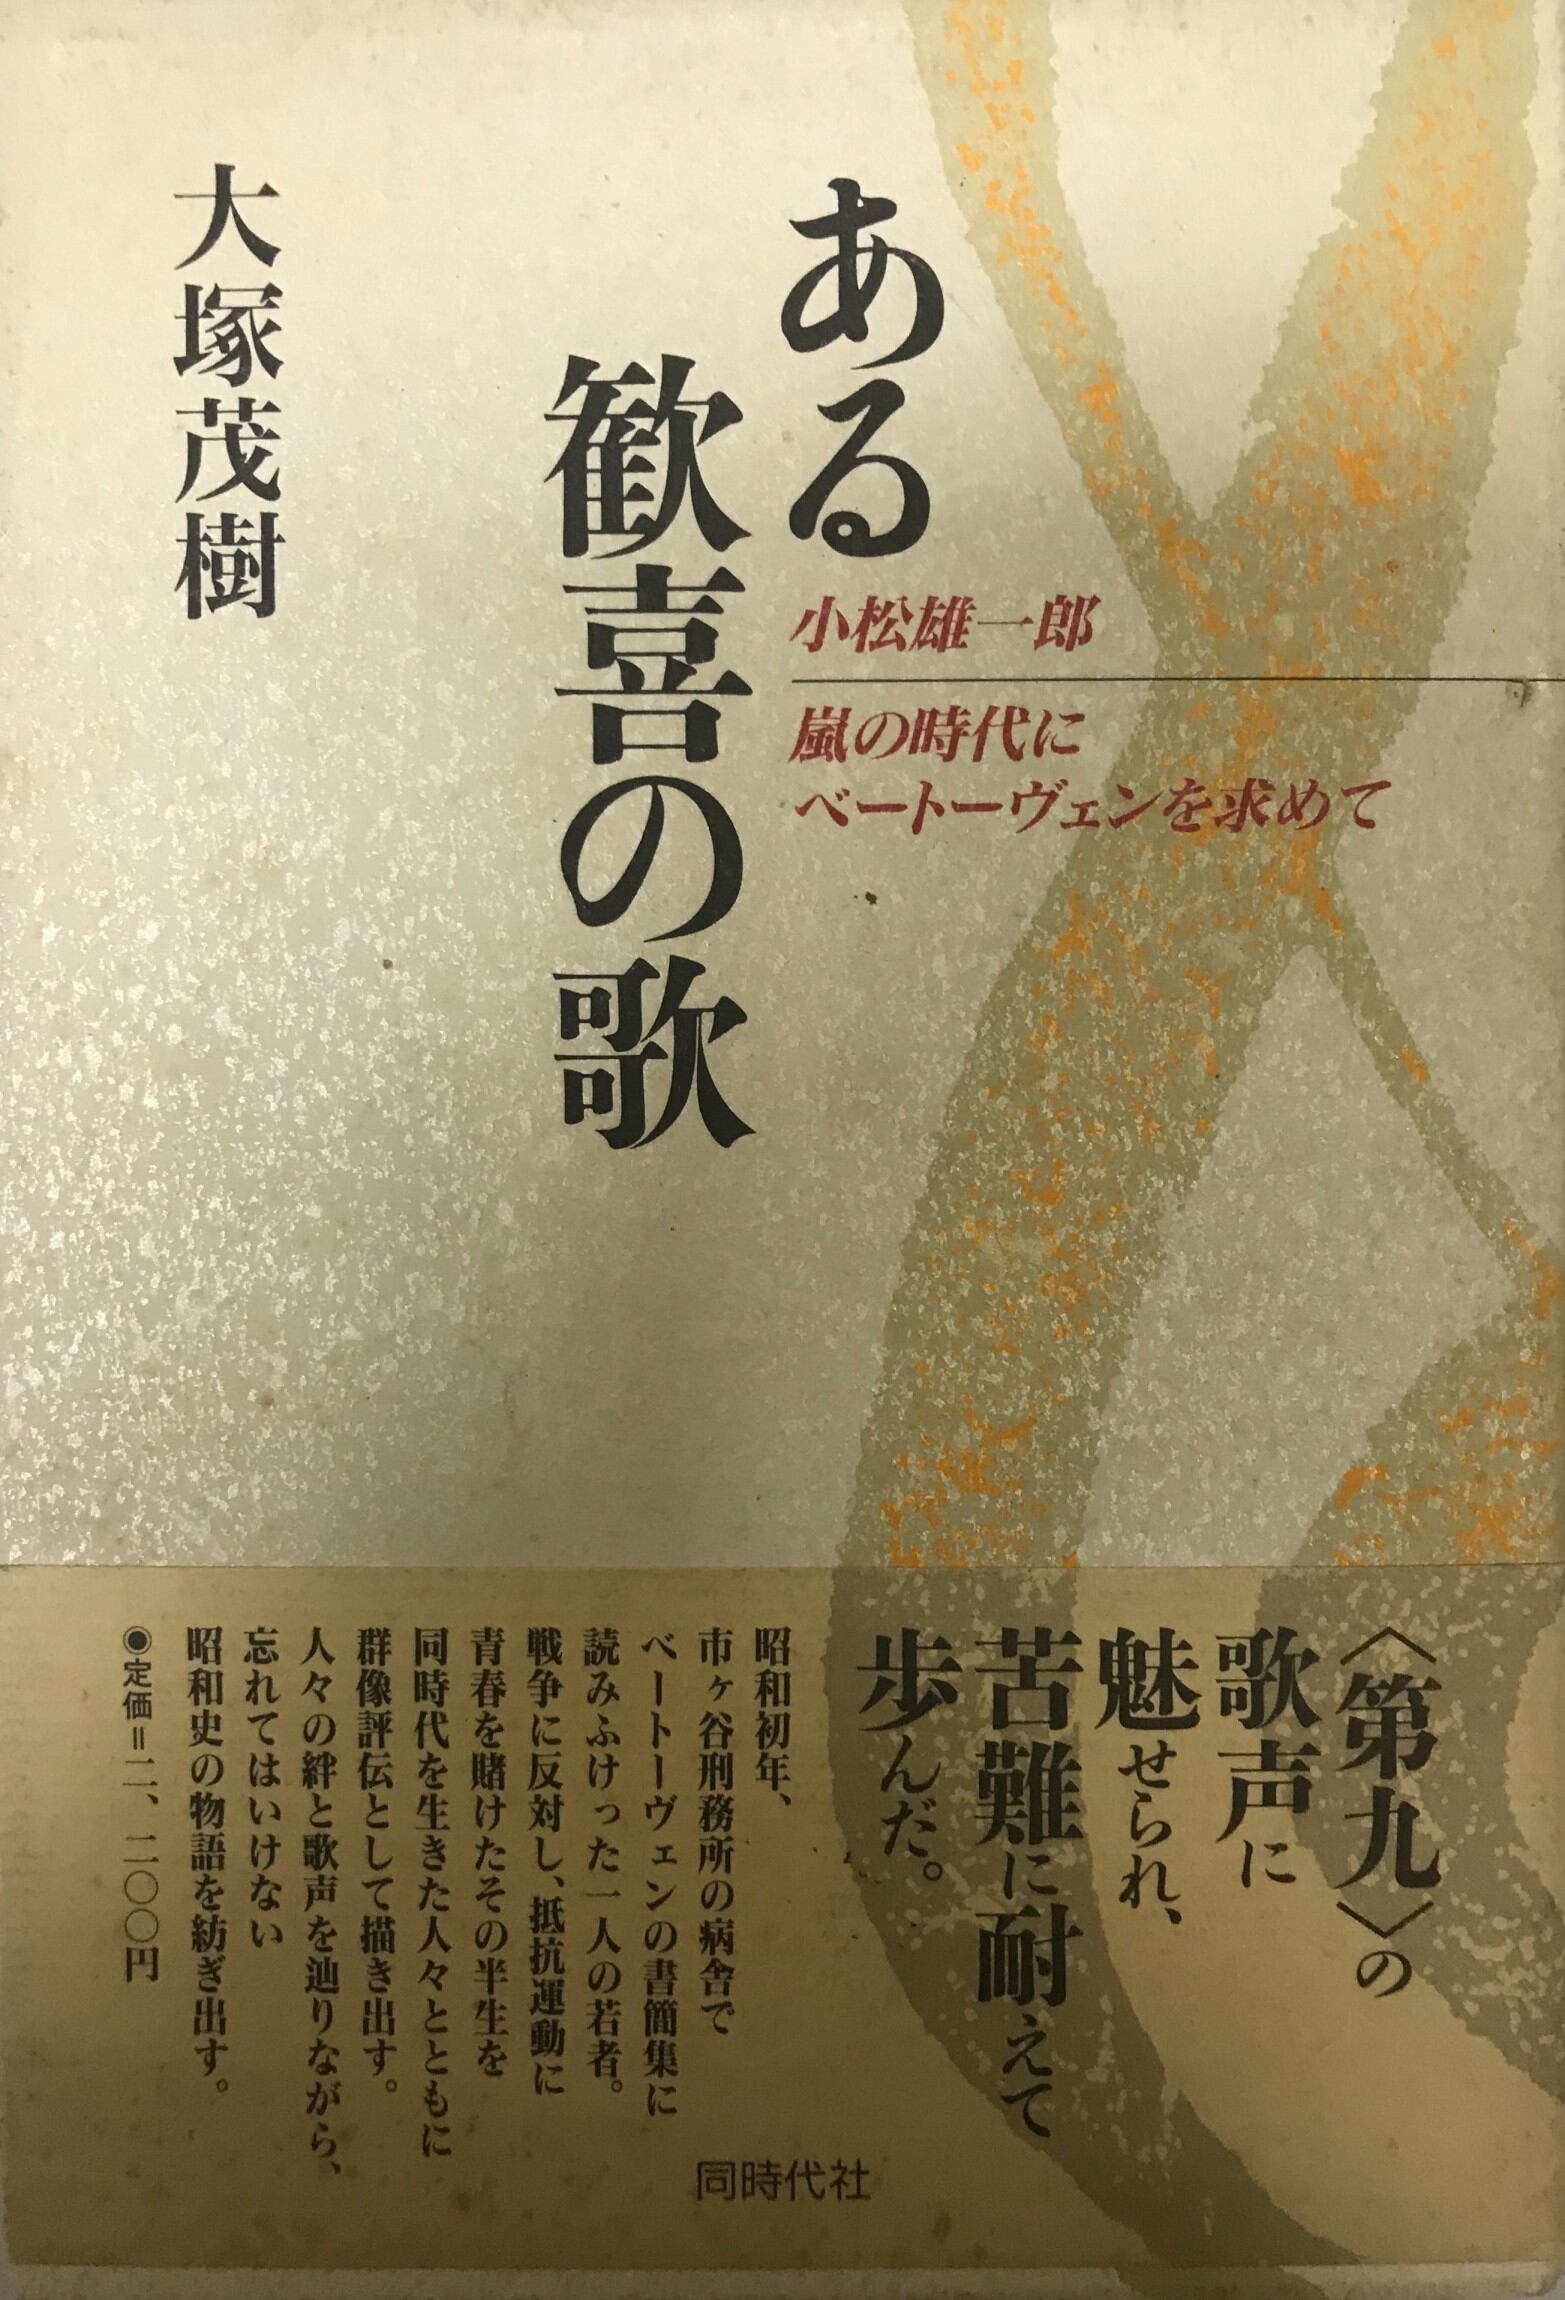 ある
歓喜の歌
小松雄一郎
嵐の時代に
ベートーヴェンを求めて
大塚茂樹
〈第九〉の
歌声に
魅せられ、
苦難に耐えて
歩んだ。
昭和初年、
市ヶ谷刑務所の病舎で
ベートーヴェンの書簡集に
読みふけった一人の若者。
戦争に反対し、抵抗運動に
青春を賭けたその半生を
同時代を生きた人々とともに
群像評伝として描き出す。
人々の絆と歌声を辿りながら、
忘れてはいけない
昭和史の物語を紡ぎ出す。
◉定価＝二、二〇〇円
同時代社